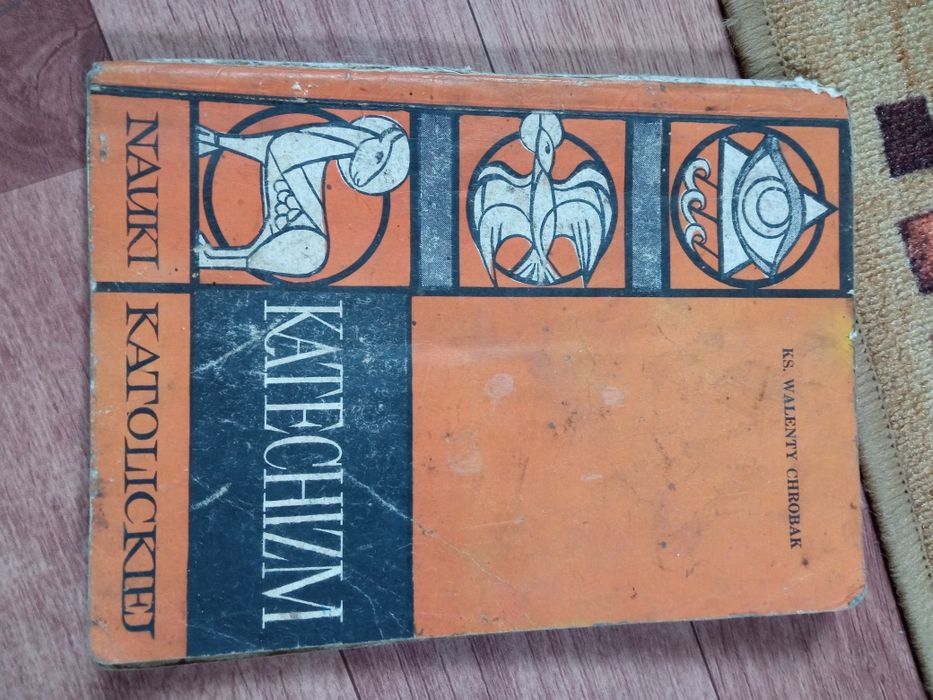 KS. WALENTY CHROBAK
KATECHIZM
NAUKI KATOLICKIEJ